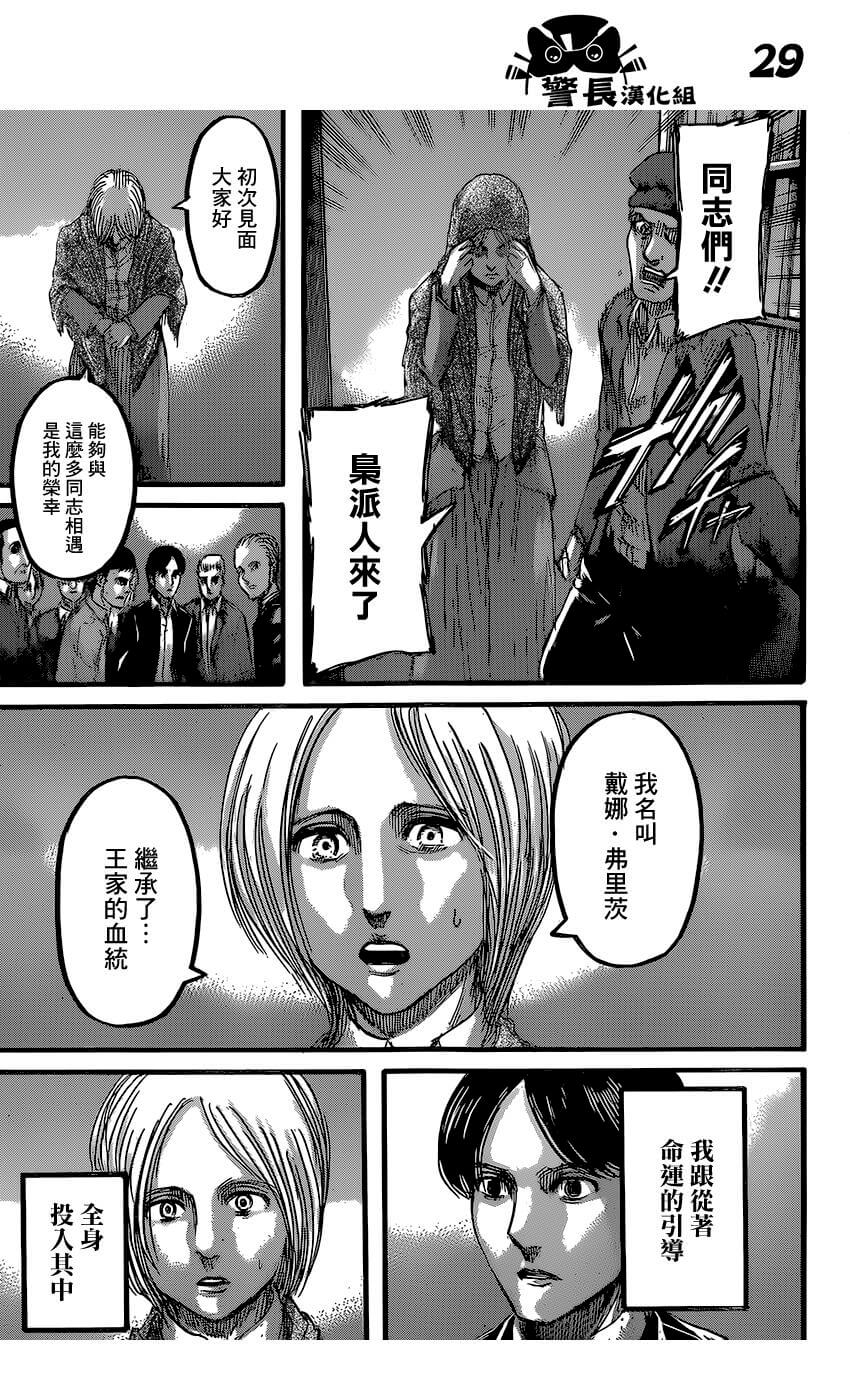 29
警長漢化組
同志們!!
ザッ
梟派人來了
初次見面
大家好
能夠與
這麼多同志相遇
是我的榮幸
我名叫
戴娜·弗里茨
繼承了…
王家的血統
我跟從著
命運的引導
全身
投入其中